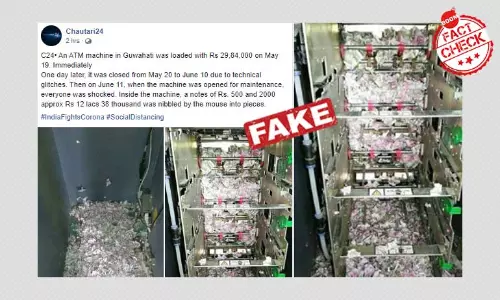 Chautari24
2 hrs ·
C24• An ATM machine in Guwahati was loaded with Rs 29,84,000 on May
19. Immediately
One day later, it was closed from May 20 to June 10 due to technical
glitches. Then on June 11, when the machine was opened for maintenance,
everyone was shocked. Inside the machine, a notes of Rs. 500 and 2000
approx Rs 12 lacs 38 thousand was nibbled by the mouse into pieces.
#IndiaFightsCorona #SocialDistancing
FAKE
100%
FACT
CHECK